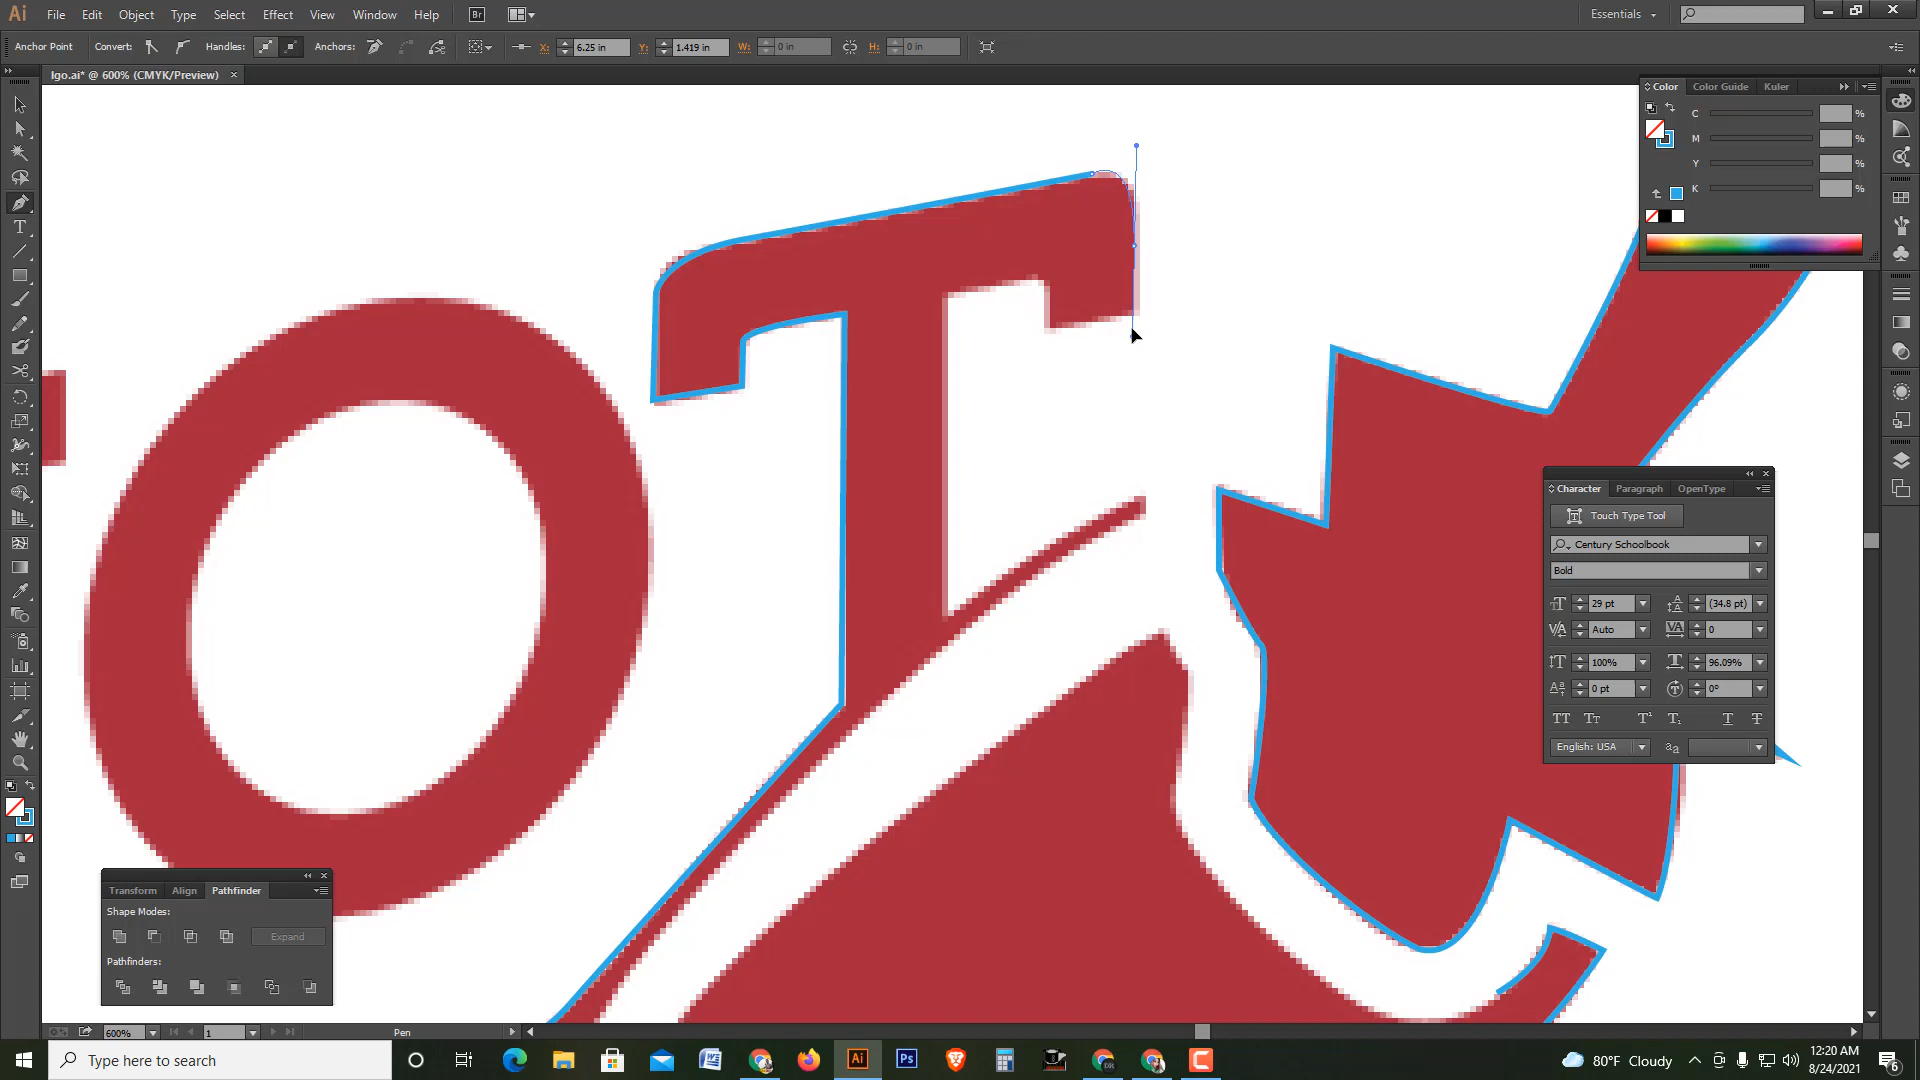 Ai File Edit Object Type Select Effect View Window Help Br Essentials
Anchor Point Convert: Handles: Anchors: X: 6.25 in Y: 1.419 in W: 0 in H: 0 in
lgo.ai* @ 600% (CMYK/Preview) ×
Color Color Guide Kuler
C %
M %
Y %
K %
OT
Character Paragraph OpenType
Touch Type Tool
Century Schoolbook
Bold
29 pt (34.8 pt)
Auto 0
100% 96.09%
0 pt 0°
English: USA
Transform Align Pathfinder
Shape Modes:
Expand
Pathfinders:
600% 1 Pen
Type here to search
Ai Ps
80°F Cloudy
12:20 AM
8/24/2021
6